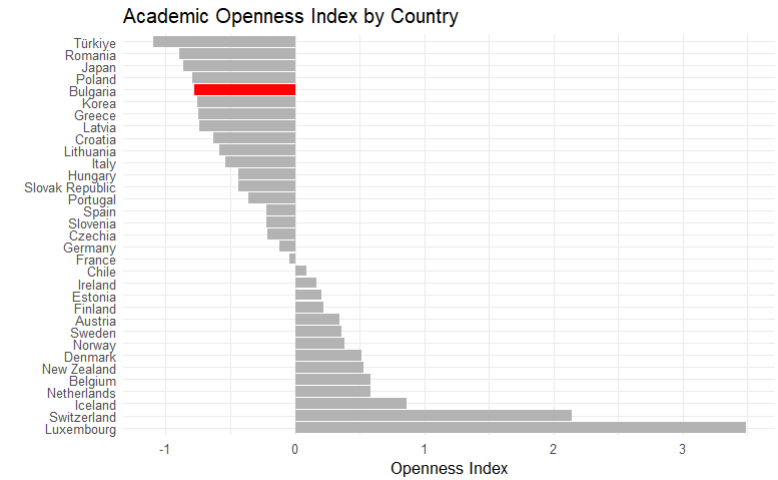 Academic Openness Index by Country
Türkiye
Romania
Japan
Poland
Bulgaria
Korea
Greece
Latvia
Croatia
Lithuania
Italy
Hungary
Slovak Republic
Portugal
Spain
Slovenia
Czechia
Germany
France
Chile
Ireland
Estonia
Finland
Austria
Sweden
Norway
Denmark
New Zealand
Belgium
Netherlands
Iceland
Switzerland
Luxembourg
-1 0 1 2 3
Openness Index